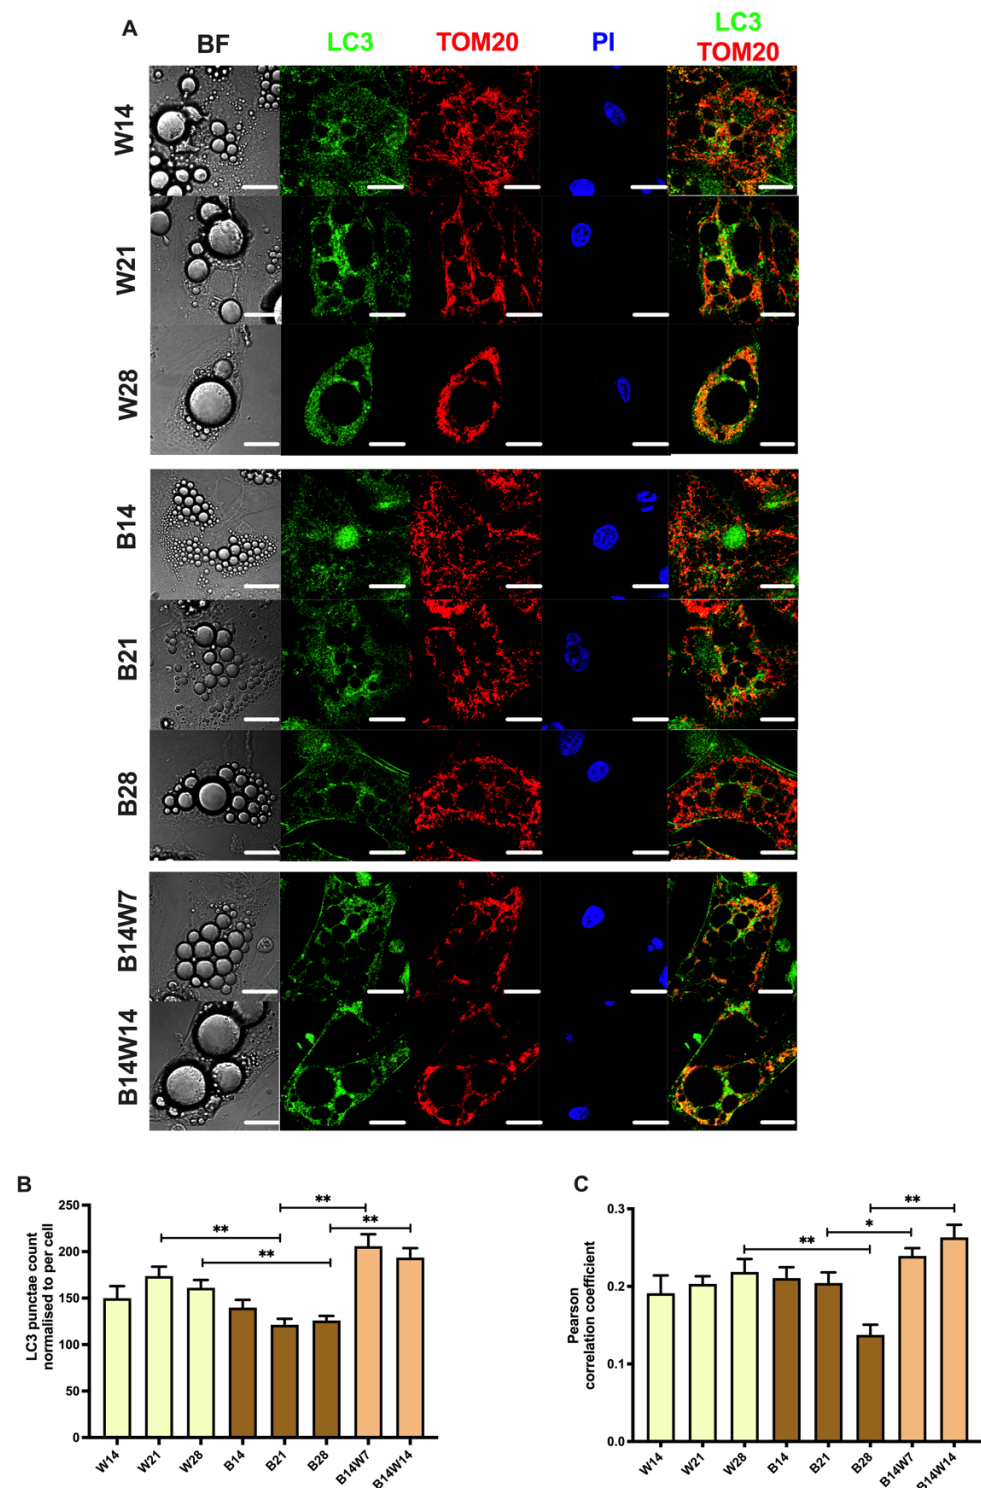 A
BF
LC3
TOM20
PI
LC3
TOM20
W14
W21
W28
B14
B21
B28
B14W7
B14W14
B
LC3 punctae count
normalised to per cell
250
200
150
100
50
0
**
**
**
**
W14
W21
W28
B14
B21
B28
B14W7
B14W14
C
Pearson
correlation coefficient
0.3
0.2
0.1
0.0
**
*
**
W14
W21
W28
B14
B21
B28
B14W7
B14W14